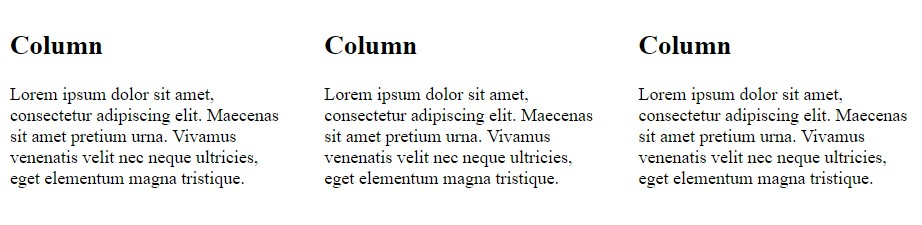 Column
Lorem ipsum dolor sit amet,
consectetur adipiscing elit. Maecenas
sit amet pretium urna. Vivamus
venenatis velit nec neque ultricies,
eget elementum magna tristique.
Column
Lorem ipsum dolor sit amet,
consectetur adipiscing elit. Maecenas
sit amet pretium urna. Vivamus
venenatis velit nec neque ultricies,
eget elementum magna tristique.
Column
Lorem ipsum dolor sit amet,
consectetur adipiscing elit. Maecenas
sit amet pretium urna. Vivamus
venenatis velit nec neque ultricies,
eget elementum magna tristique.